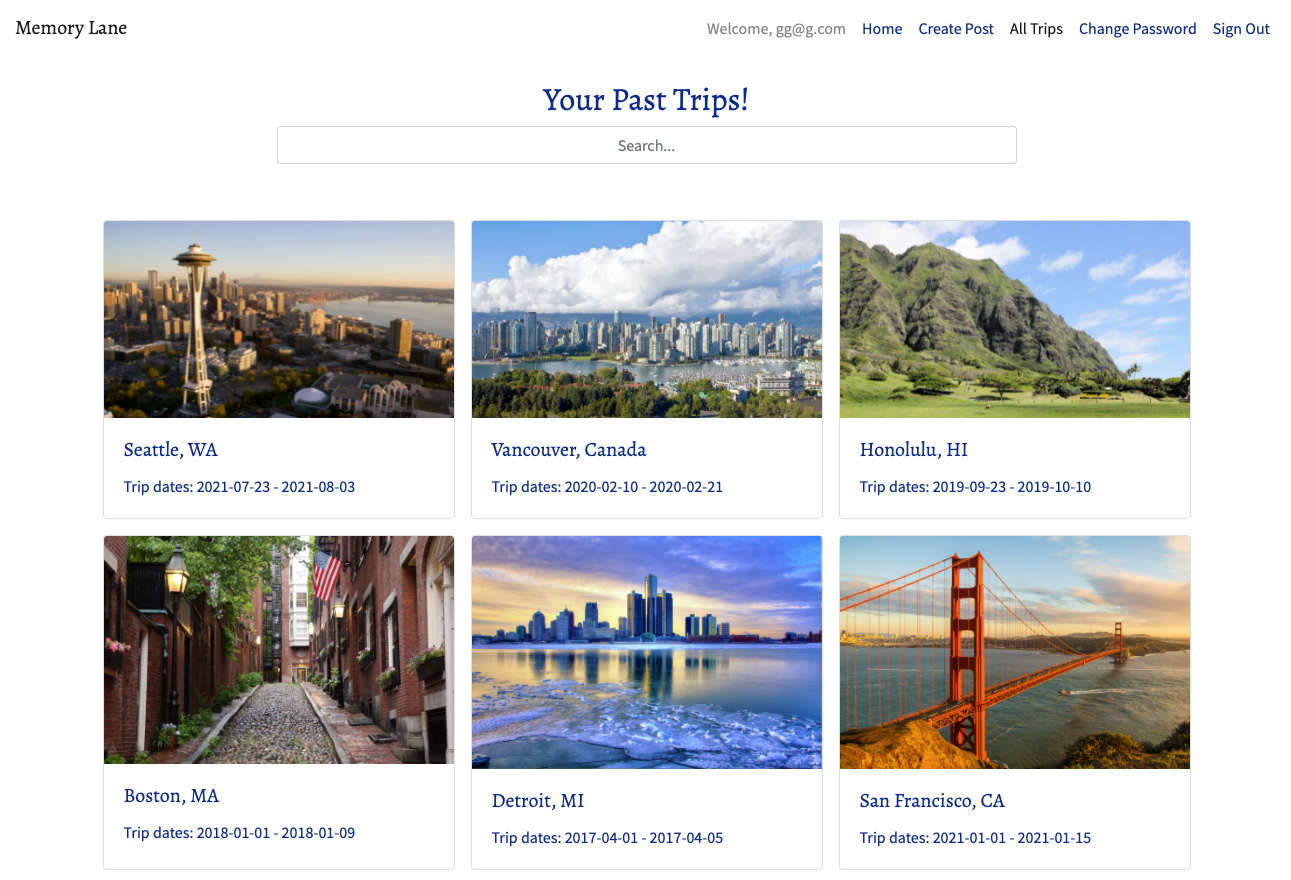 Memory Lane
Welcome, gg@g.com Home Create Post All Trips Change Password Sign Out
Your Past Trips!
Search...
Seattle, WA
Trip dates: 2021-07-23 - 2021-08-03
Vancouver, Canada
Trip dates: 2020-02-10 - 2020-02-21
Honolulu, HI
Trip dates: 2019-09-23 - 2019-10-10
Boston, MA
Trip dates: 2018-01-01 - 2018-01-09
Detroit, MI
Trip dates: 2017-04-01 - 2017-04-05
San Francisco, CA
Trip dates: 2021-01-01 - 2021-01-15